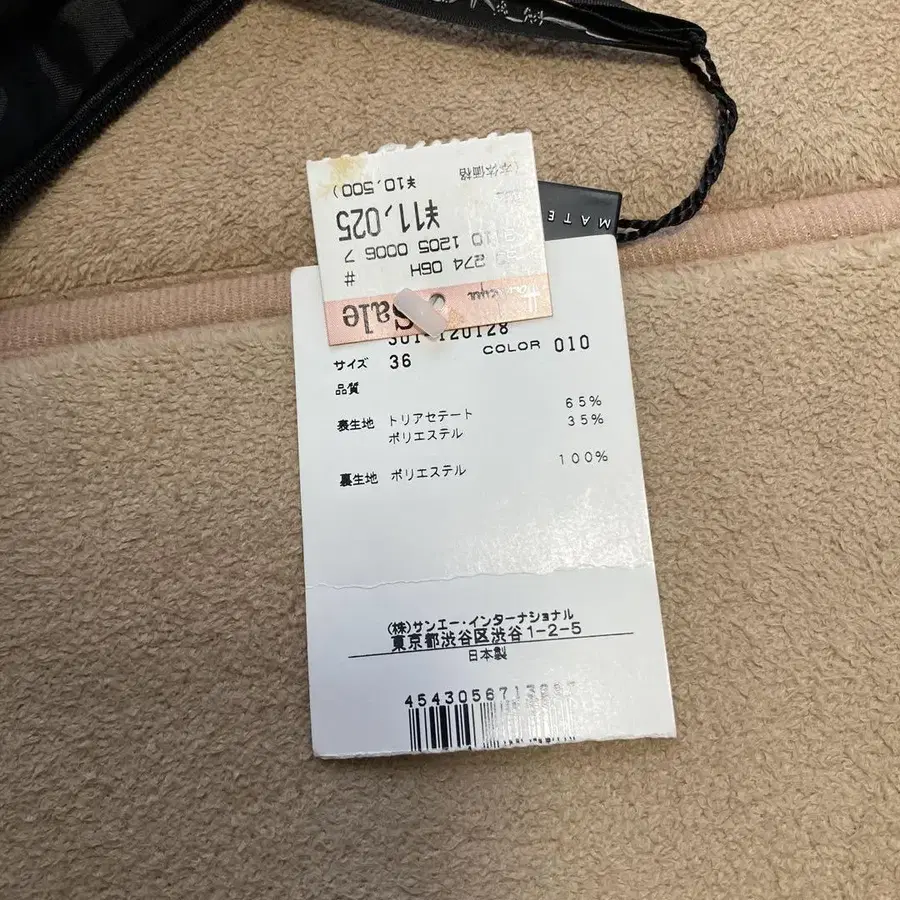 本体価格
¥10,500)
¥11,025
10 1205 0006 7
274 06H
#
Sale
MATE
サイズ 36 COLOR 010
品質
表生地 トリアセテート 65%
ポリエステル 35%
裏生地 ポリエステル 100%
(株)サンエー・インターナショナル
東京都渋谷区渋谷1-2-5
日本製